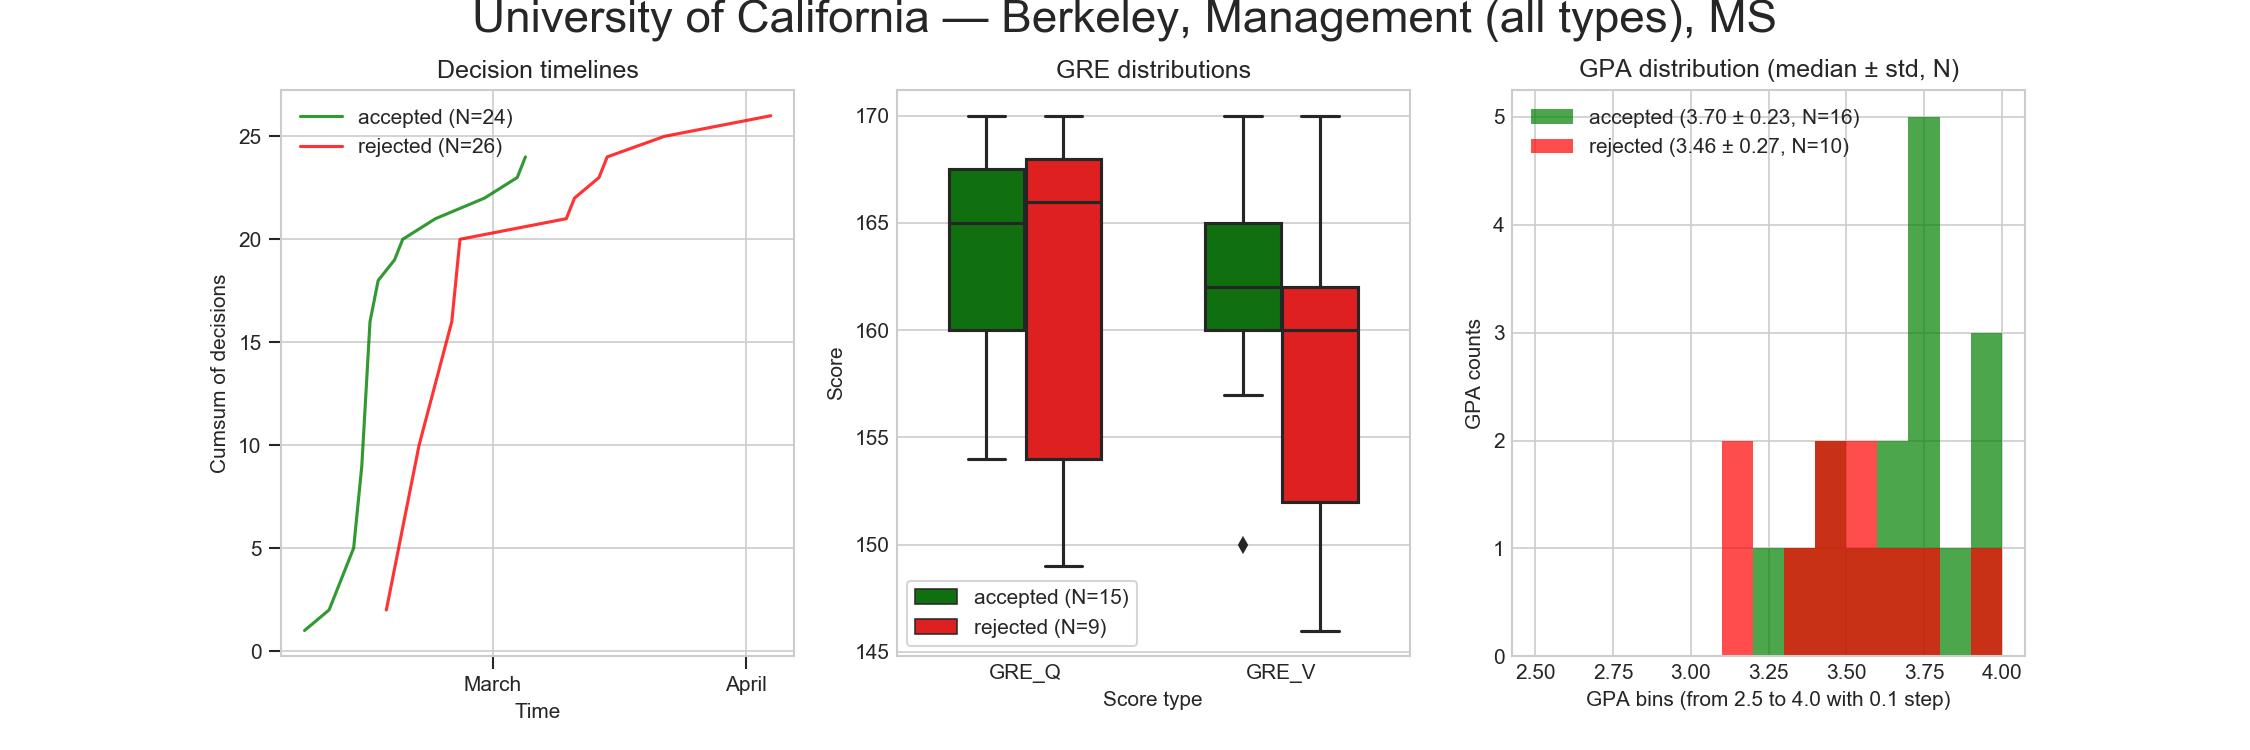 University of California — Berkeley, Management (all types), MS
Decision timelines
accepted (N=24)
rejected (N=26)
25
20
15
10
5
0
Cumsum of decisions
March
April
Time
GRE distributions
170
165
160
155
150
145
Score
accepted (N=15)
rejected (N=9)
GRE_Q
GRE_V
Score type
GPA distribution (median ± std, N)
accepted (3.70 ± 0.23, N=16)
rejected (3.46 ± 0.27, N=10)
5
4
3
2
1
0
GPA counts
2.50
2.75
3.00
3.25
3.50
3.75
4.00
GPA bins (from 2.5 to 4.0 with 0.1 step)